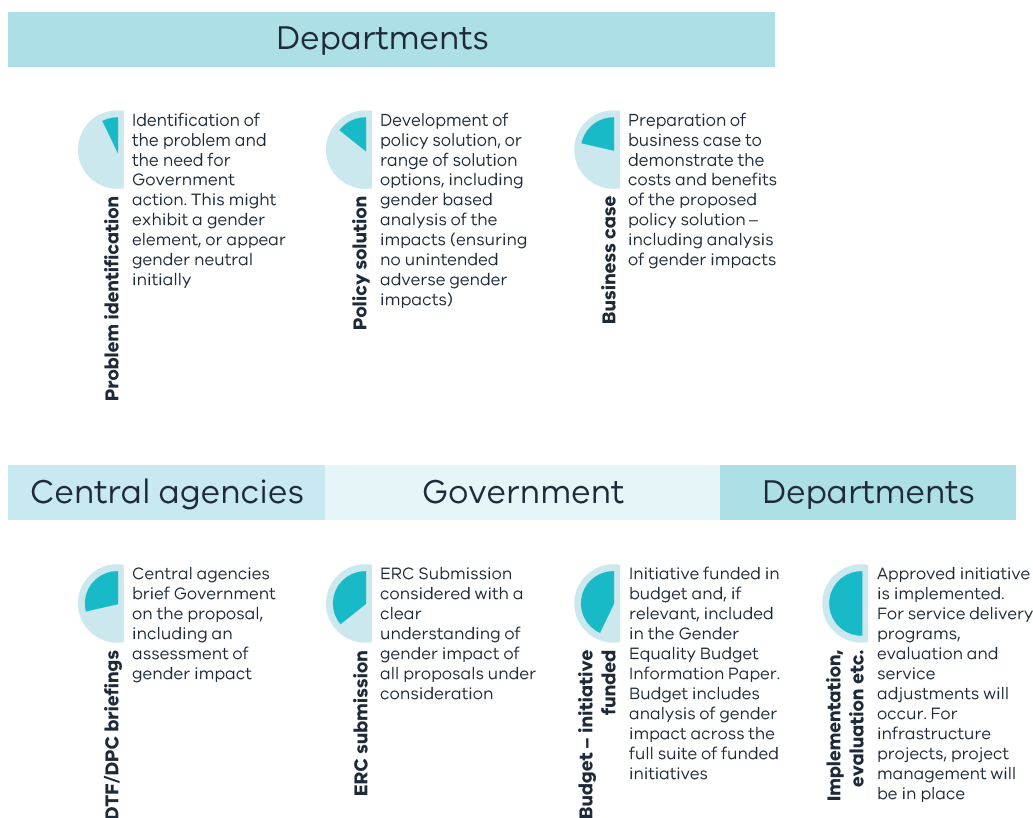 Departments
Problem identification
Identification of
the problem and
the need for
Government
action. This might
exhibit a gender
element, or appear
gender neutral
initially
Policy solution
Development of
policy solution, or
range of solution
options, including
gender based
analysis of the
impacts (ensuring
no unintended
adverse gender
impacts)
Business case
Preparation of
business case to
demonstrate the
costs and benefits
of the proposed
policy solution –
including analysis
of gender impacts
Central agencies
Government
Departments
DTF/DPC briefings
Central agencies
brief Government
on the proposal,
including an
assessment of
gender impact
ERC submission
ERC Submission
considered with a
clear
understanding of
gender impact of
all proposals under
consideration
Budget – initiative
funded
Initiative funded in
budget and, if
relevant, included
in the Gender
Equality Budget
Information Paper.
Budget includes
analysis of gender
impact across the
full suite of funded
initiatives
Implementation,
evaluation etc.
Approved initiative
is implemented.
For service delivery
programs,
evaluation and
service
adjustments will
occur. For
infrastructure
projects, project
management will
be in place